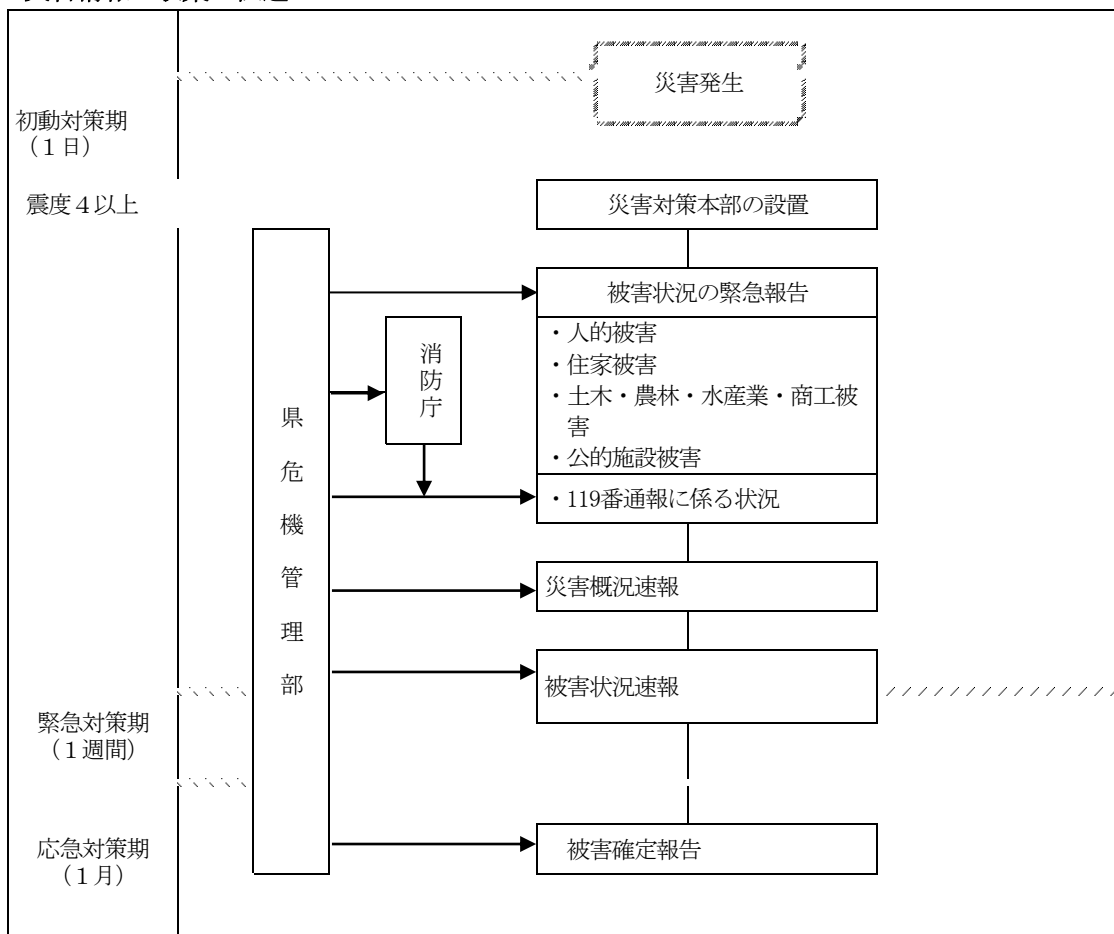 災害発生
初動対策期
（１日）
震度４以上
災害対策本部の設置
被害状況の緊急報告
・人的被害
・住家被害
・土木・農林・水産業・商工被
害
・公的施設被害
・119番通報に係る状況
消防庁
県危機管理部
災害概況速報
被害状況速報
緊急対策期
（１週間）
応急対策期
（１月）
被害確定報告